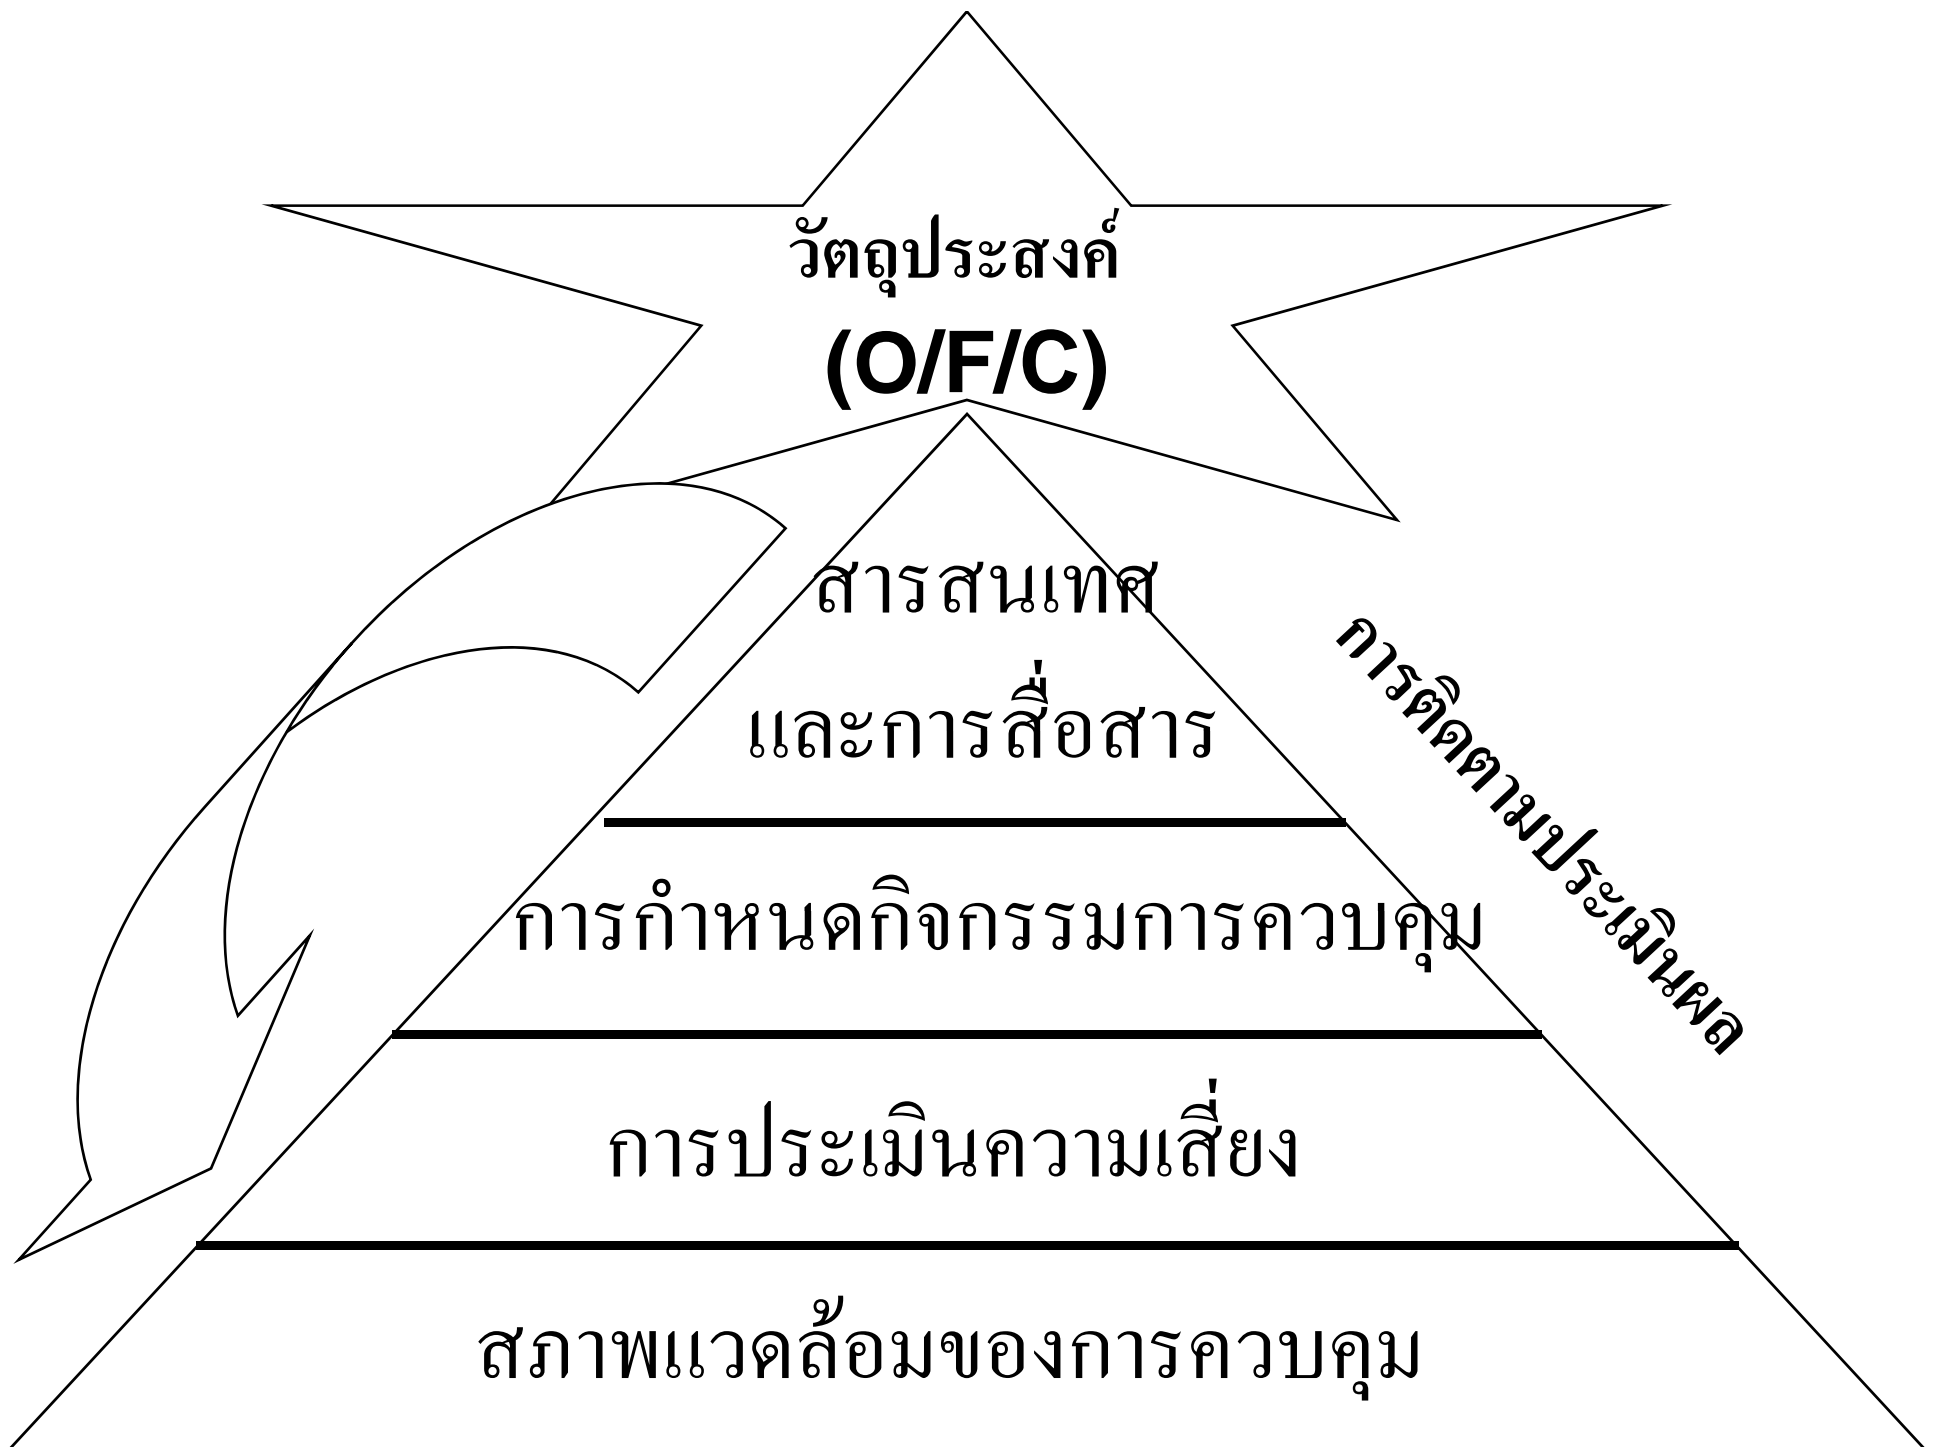 วัตถุประสงค์
(O/F/C)
สารสนเทศ
และการสื่อสาร
การติดตามประเมินผล
การกำหนดกิจกรรมการควบคุม
การประเมินความเสี่ยง
สภาพแวดล้อมของการควบคุม